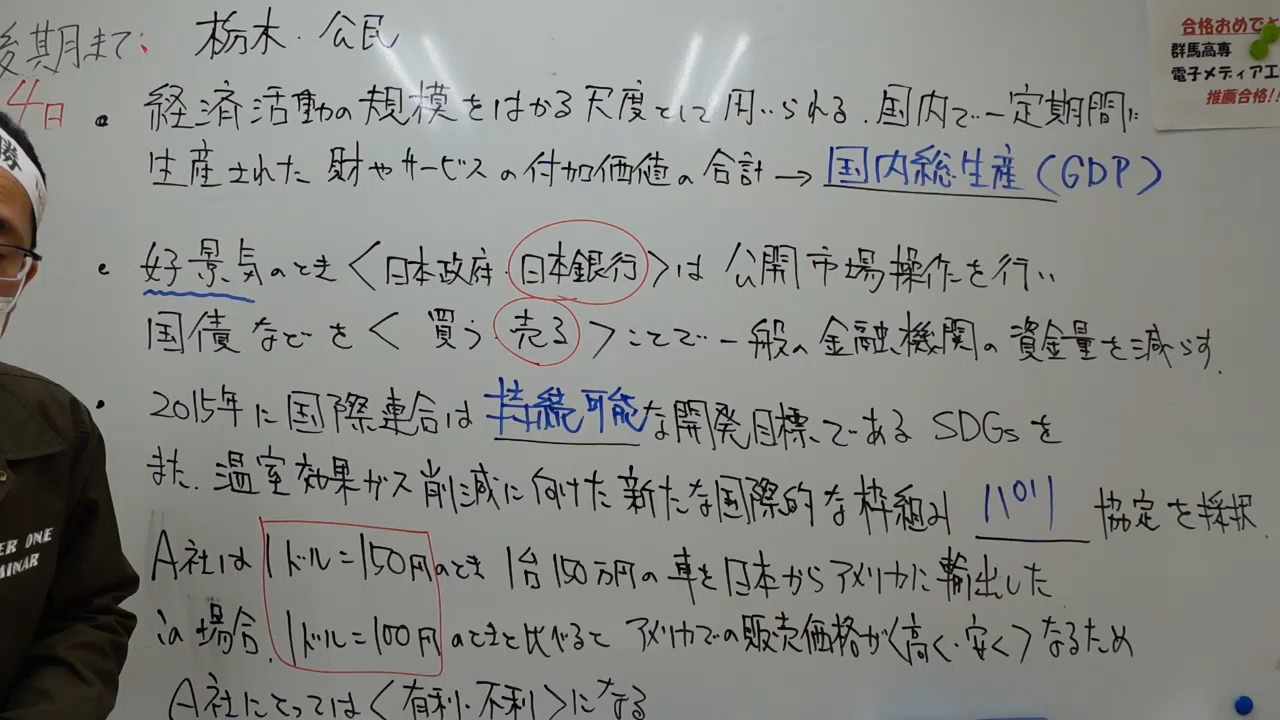 後期まで、
4日
栃木・公民
合格おめでと
群馬高専
電子メディア工
推薦合格!!
勝
・ 経済活動の規模をはかる尺度として用いられる、国内で一定期間に
生産された財やサービスの付加価値の合計→国内総生産(GDP)
・ 好景気のとき〈日本政府・日本銀行〉は公開市場操作を行い
国債などを〈買う・売る〉ことで一般の金融機関の資金量を減らす.
・ 2015年に国際連合は持続可能な開発目標であるSDGsを
また、温室効果ガス削減に向けた新たな国際的な枠組み パリ 協定を採択.
A社は1ドル=150円のとき1台150万円の車を日本からアメリカに輸出した
この場合、1ドル=100円のときと比べるとアメリカでの販売価格が〈高く・安く〉なるため
A社にとっては〈有利・不利〉になる
ER ONE